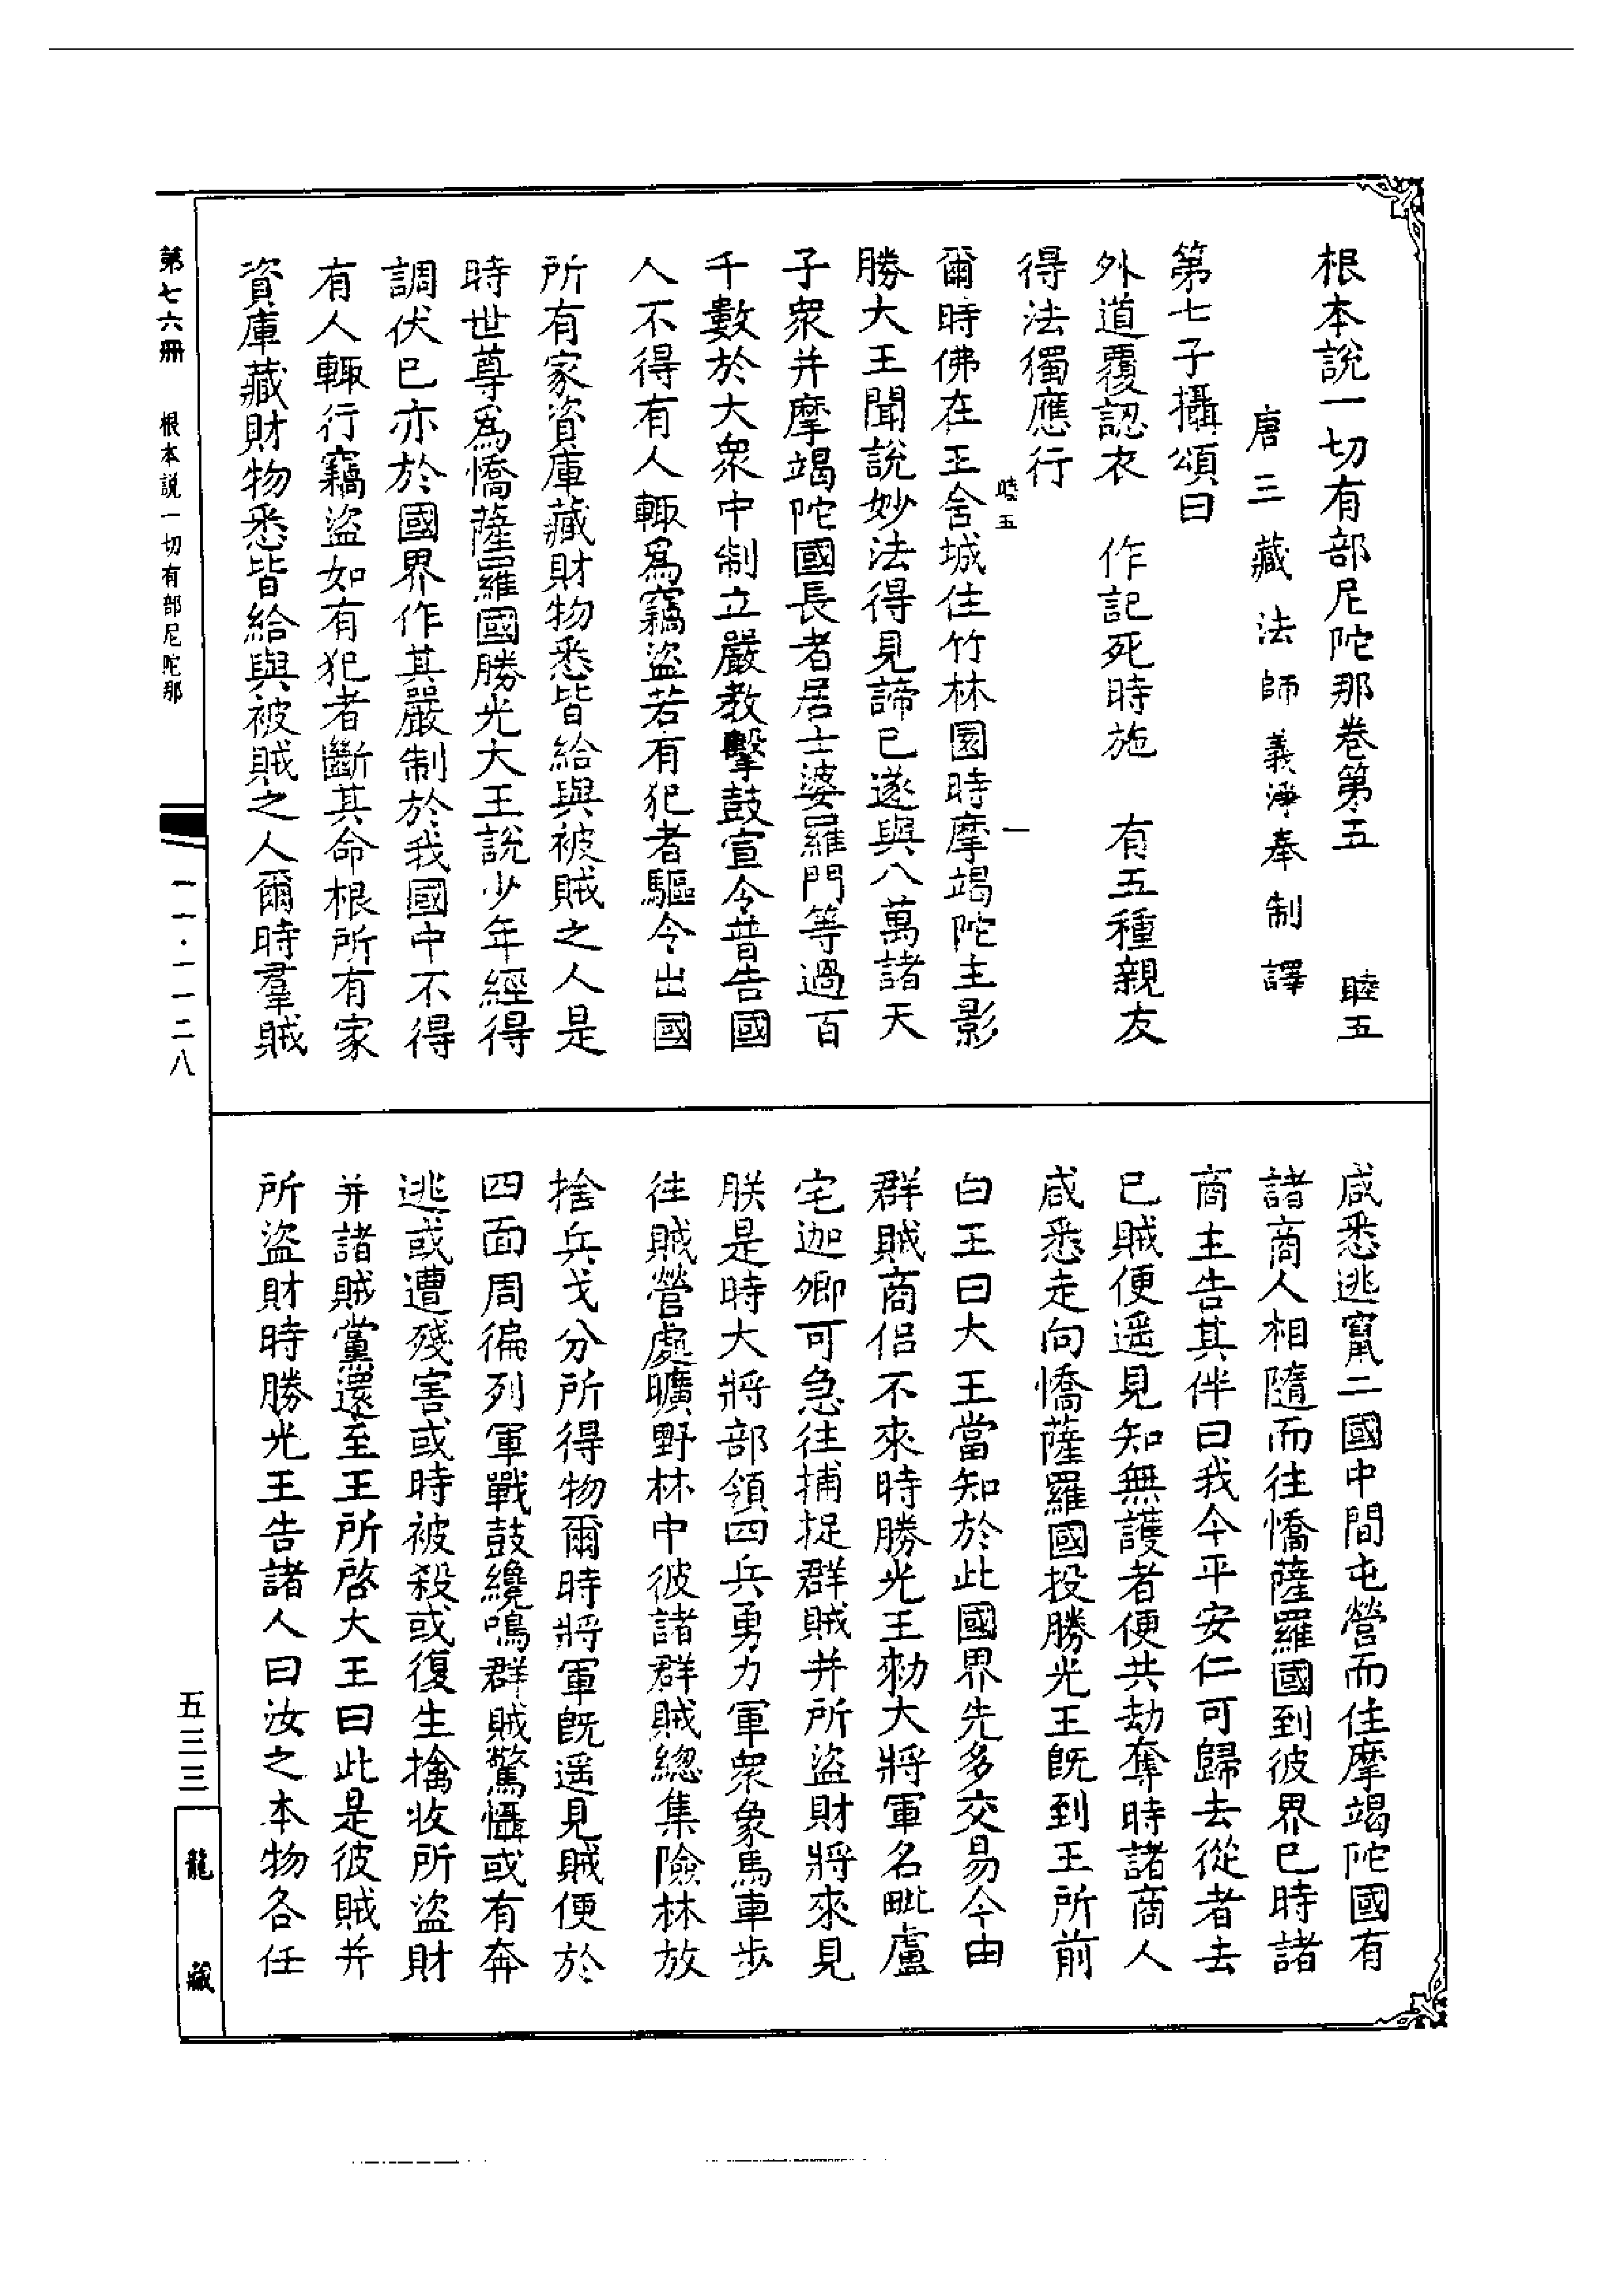 根本說一切有部尼陀那卷第五　睦五
唐三藏法師義淨奉制譯
第七子攝頌曰
外道覆認衣　作記死時施　有五種親友
得法獨應行
睦五　一
爾時佛在王舍城住竹林園時摩竭陀主影
勝大王聞說妙法得見諦已遂與八萬諸天
子衆并摩竭陀國長者居士婆羅門等過百
千數於大衆中制立嚴教擊鼓宣令普告國
人不得有人輒爲竊盜若有犯者驅令出國
所有家資庫藏財物悉皆給與被賊之人是
時世尊爲憍薩羅國勝光大王說少年經得
調伏已亦於國界作其嚴制於我國中不得
有人輒行竊盜如有犯者斷其命根所有家
資庫藏財物悉皆給與被賊之人爾時羣賊
咸悉逃竄二國中間屯營而住摩竭陀國有
諸商人相隨而往憍薩羅國到彼界已時諸
商主告其伴曰我今平安仁可歸去從者去
已賊便遥見知無護者便共劫奪時諸商人
咸悉走向憍薩羅國投勝光王旣到王所前
白王曰大王當知於此國界先多交易今由
群賊商侣不來時勝光王勑大將軍名毗盧
宅迦卿可急往捕捉群賊并所盜財將來見
朕是時大將部領四兵勇力軍衆象馬車步
往賊營處曠野林中彼諸群賊總集險林放
捨兵戈分所得物爾時將軍旣遥見賊便於
四面周徧列軍戰鼓纔鳴群賊驚懾或有奔
逃或遭殘害或時被殺或復生擒收所盜財
并諸賊黨還至王所啓大王曰此是彼賊并
所盜財時勝光王告諸人曰汝之本物各任
第七六冊　根本説一切有部尼陀那
一一·一一二八
五三三
龍藏